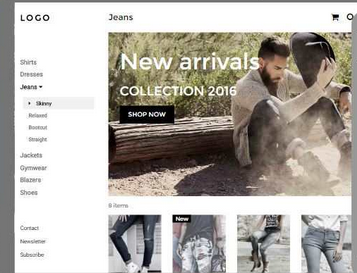 LOGO
Jeans
Shirts
Dresses
Jeans
Skinny
Relaxed
Bootcut
Straight
Jackets
Gymwear
Blazers
Shoes
Contact
Newsletter
Subscribe
New arrivals
COLLECTION 2016
SHOP NOW
8 items
New